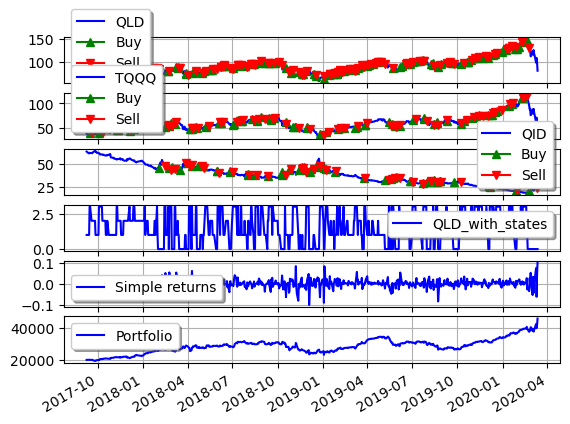 QLD
Buy
Sell
150
100
TQQQ
Buy
Sell
100
50
QID
Buy
Sell
50
25
QLD_with_states
2.5
0.0
Simple returns
0.1
0.0
−0.1
Portfolio
40000
20000
2017-10
2018-01
2018-04
2018-07
2018-10
2019-01
2019-04
2019-07
2019-10
2020-01
2020-04